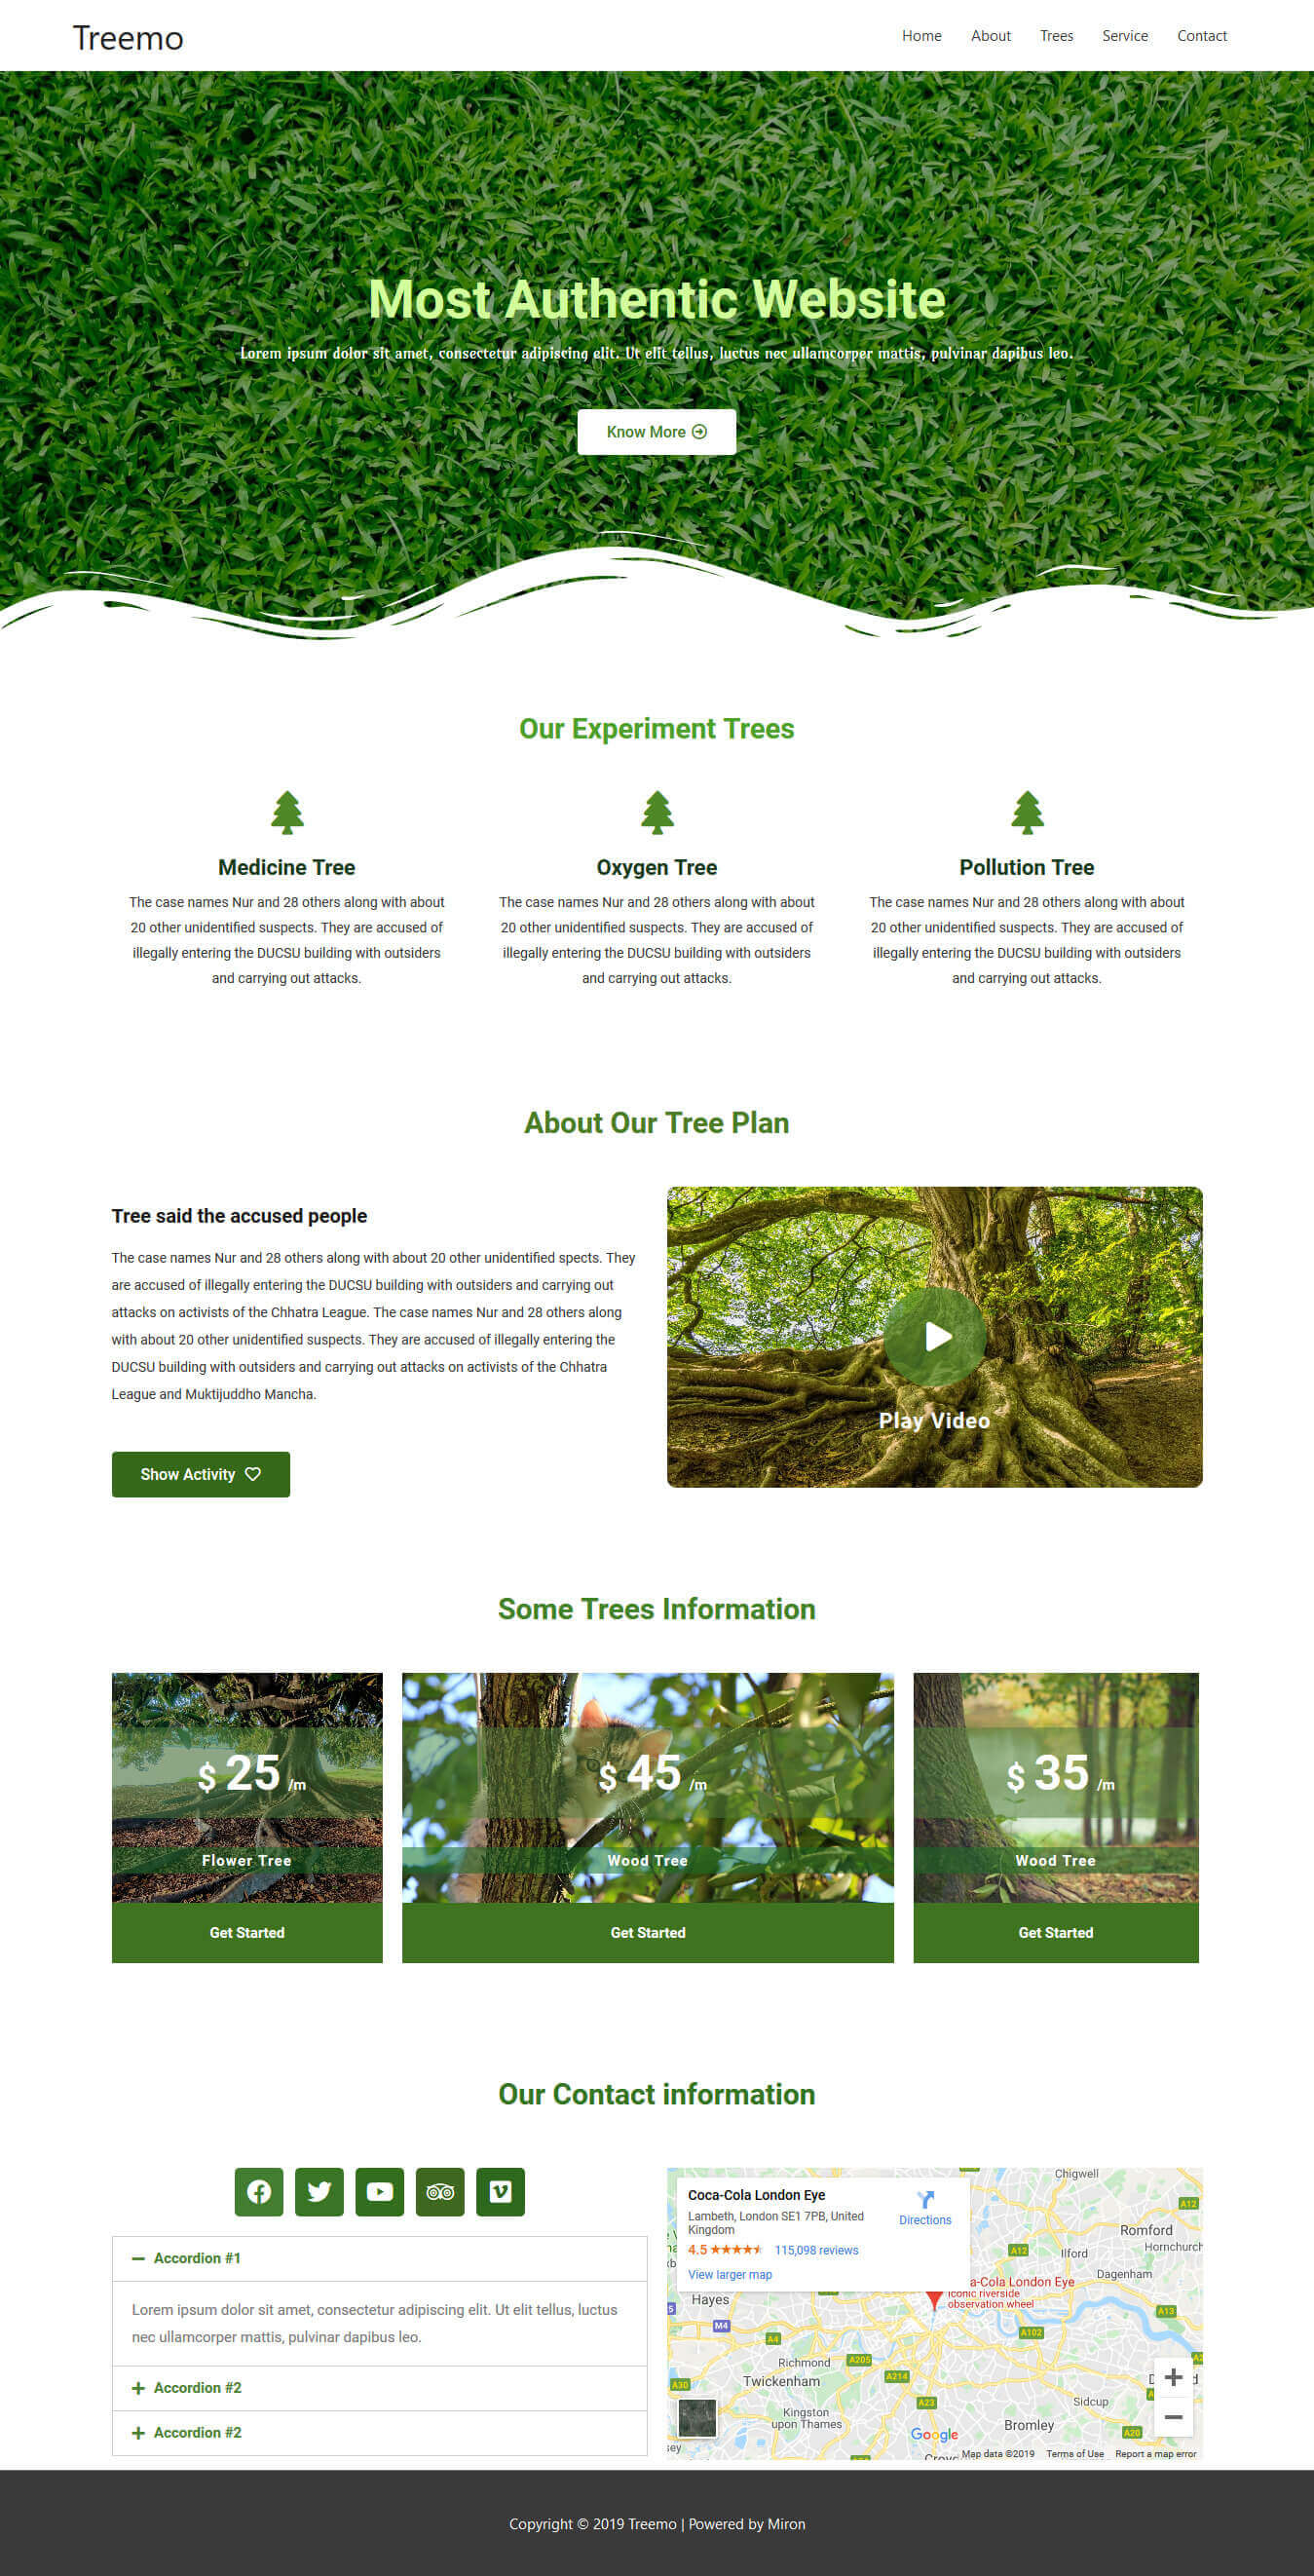 Treemo
Home About Trees Service Contact
Most Authentic Website
Lorem ipsum dolor sit amet, consectetur adipiscing elit. Ut elit tellus, luctus nec ullamcorper mattis, pulvinar dapibus leo.
Know More
Our Experiment Trees
Medicine Tree
The case names Nur and 28 others along with about
20 other unidentified suspects. They are accused of
illegally entering the DUCSU building with outsiders
and carrying out attacks.
Oxygen Tree
The case names Nur and 28 others along with about
20 other unidentified suspects. They are accused of
illegally entering the DUCSU building with outsiders
and carrying out attacks.
Pollution Tree
The case names Nur and 28 others along with about
20 other unidentified suspects. They are accused of
illegally entering the DUCSU building with outsiders
and carrying out attacks.
About Our Tree Plan
Tree said the accused people
The case names Nur and 28 others along with about 20 other unidentified spects. They
are accused of illegally entering the DUCSU building with outsiders and carrying out
attacks on activists of the Chhatra League. The case names Nur and 28 others along
with about 20 other unidentified suspects. They are accused of illegally entering the
DUCSU building with outsiders and carrying out attacks on activists of the Chhatra
League and Muktijuddho Mancha.
Show Activity
Play Video
Some Trees Information
$ 25 /m
Flower Tree
Get Started
$ 45 /m
Wood Tree
Get Started
$ 35 /m
Wood Tree
Get Started
Our Contact information
Accordion #1
Lorem ipsum dolor sit amet, consectetur adipiscing elit. Ut elit tellus, luctus
nec ullamcorper mattis, pulvinar dapibus leo.
Accordion #2
Accordion #2
Coca-Cola London Eye
Lambeth, London SE1 7PB, United
Kingdom
4.5 115,098 reviews
View larger map
Directions
Chigwell
A12
Romford
Hornchurch
A12
Ilford
Dagenham
a-Cola London Eye
Iconic riverside
observation wheel
Hayes
A13
M4
A4
A102
Richmond
A205
Twickenham
A214
A30
A23
Sidcup
Kingston
upon Thames
Google
Bromley
A20
Map data ©2019 Terms of Use Report a map error
Copyright © 2019 Treemo | Powered by Miron